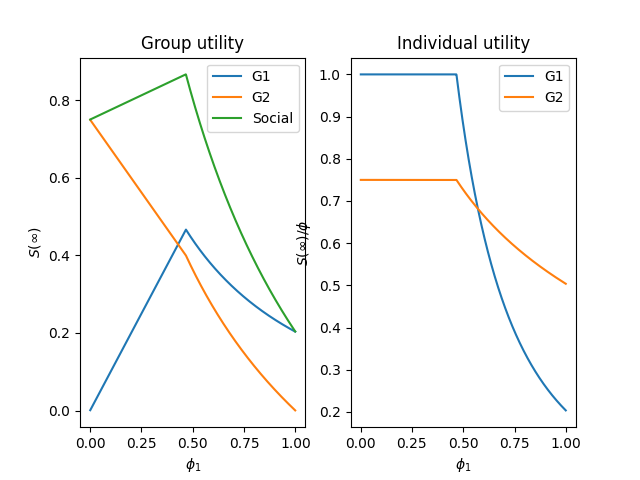 Group utility
G1
G2
Social
0.8
0.6
0.4
0.2
0.0
S(∞)
0.00
0.25
0.50
0.75
1.00
ϕ₁
Individual utility
G1
G2
1.0
0.9
0.8
0.7
0.6
0.5
0.4
0.3
0.2
S(∞)/ϕ
0.00
0.25
0.50
0.75
1.00
ϕ₁